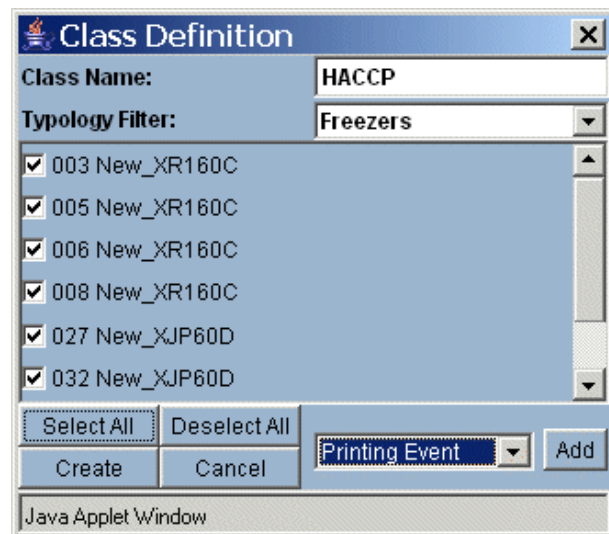 Class Definition
Class Name: HACCP
Typology Filter: Freezers
003 New_XR160C
005 New_XR160C
006 New_XR160C
008 New_XR160C
027 New_XJP60D
032 New_XJP60D
Select All Deselect All
Printing Event Add
Create Cancel
Java Applet Window